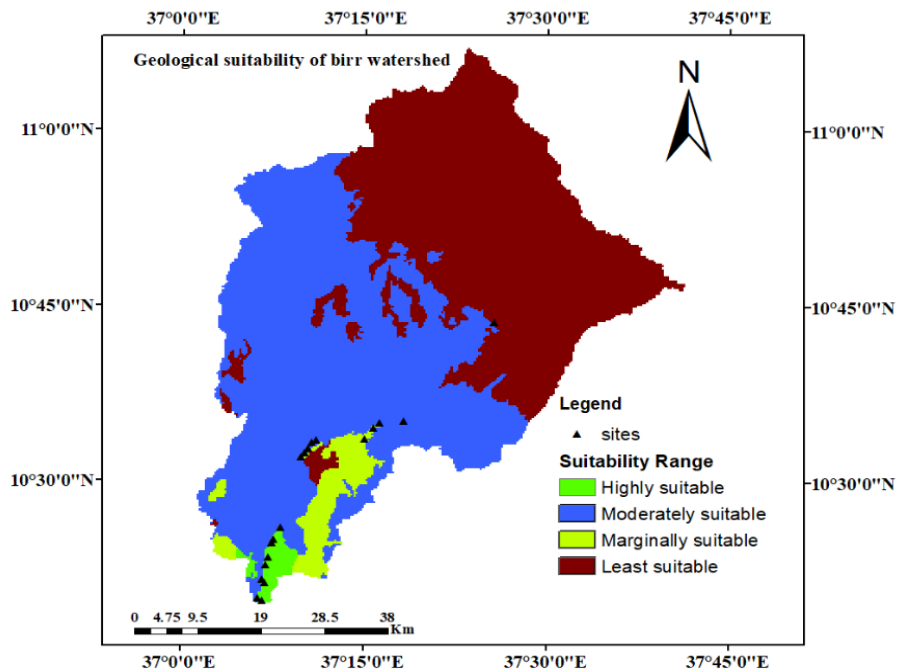 37°0'0"E 37°15'0"E 37°30'0"E 37°45'0"E
Geological suitability of birr watershed
N
11°0'0"N 11°0'0"N
10°45'0"N 10°45'0"N
10°30'0"N 10°30'0"N
Legend
sites
Suitability Range
Highly suitable
Moderately suitable
Marginally suitable
Least suitable
0 4.75 9.5 19 28.5 38
Km
37°0'0"E 37°15'0"E 37°30'0"E 37°45'0"E